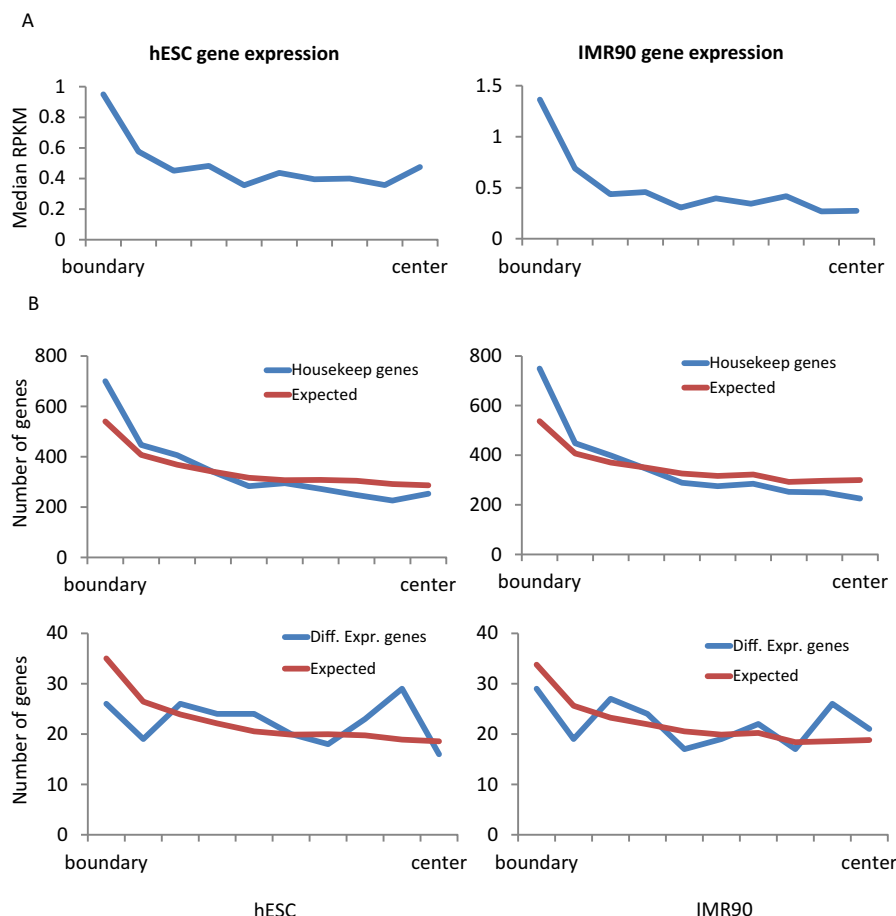 A
hESC gene expression
IMR90 gene expression
Median RPKM
1
0.8
0.6
0.4
0.2
0
boundary
center
1.5
1
0.5
0
boundary
center
B
Number of genes
800
600
400
200
0
Housekeep genes
Expected
boundary
center
800
600
400
200
0
Housekeep genes
Expected
boundary
center
Number of genes
40
30
20
10
0
Diff. Expr. genes
Expected
boundary
center
40
30
20
10
0
Diff. Expr. genes
Expected
boundary
center
hESC
IMR90